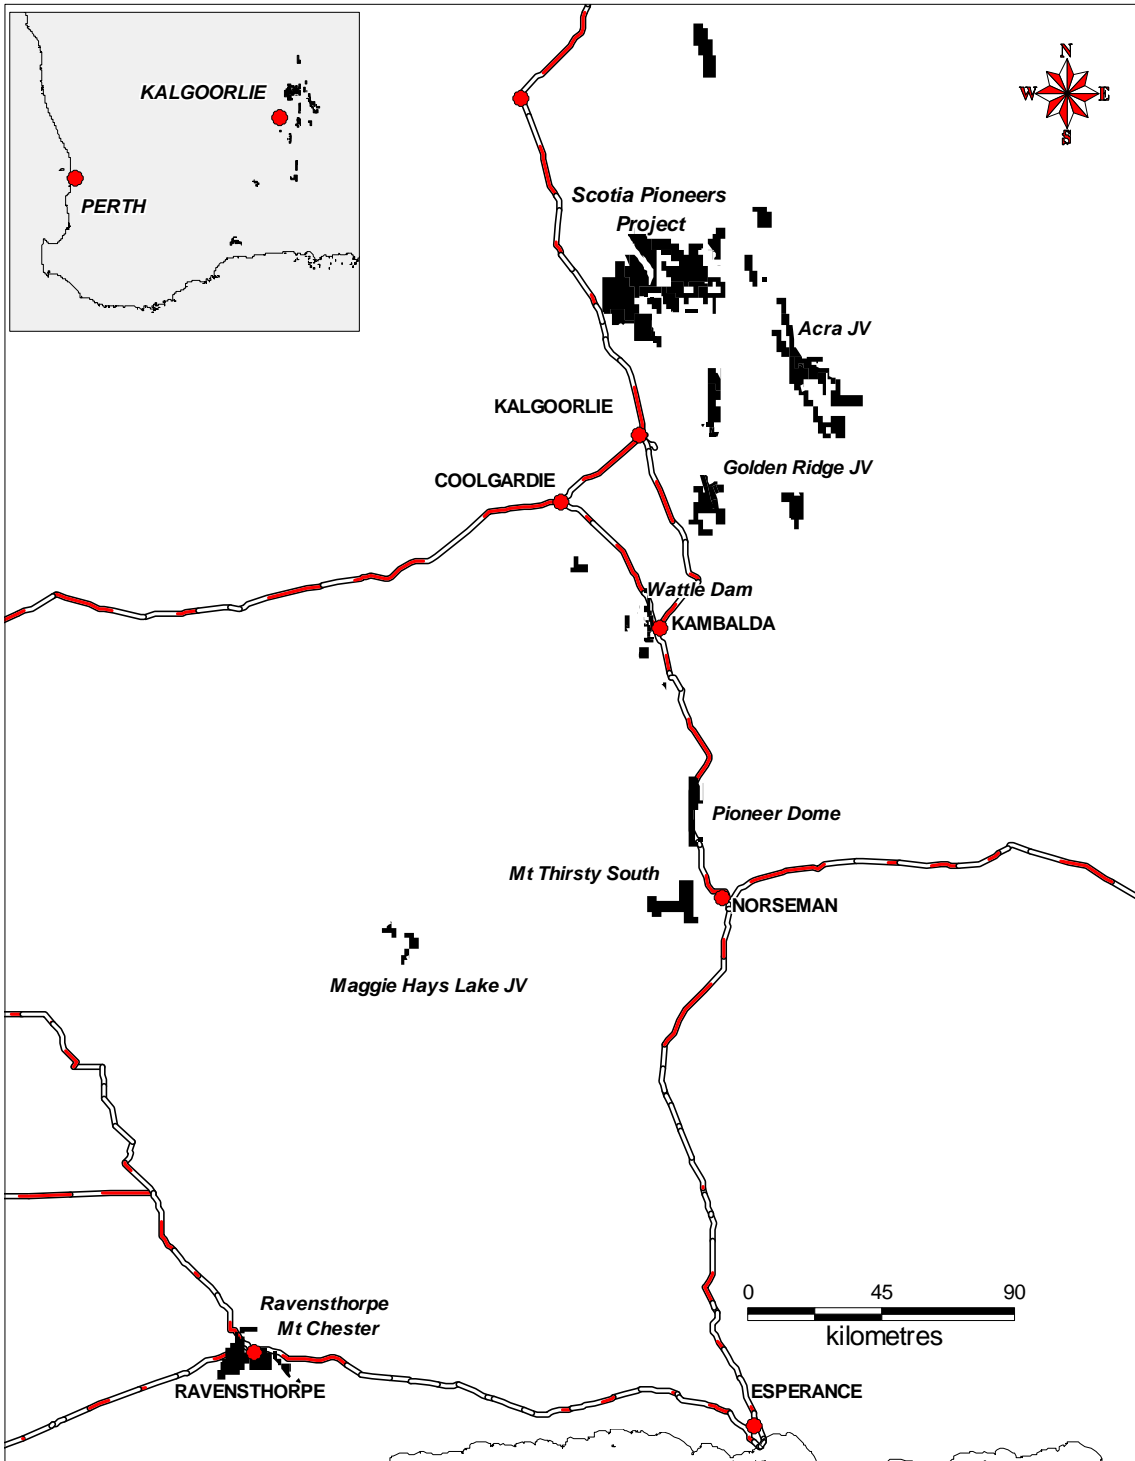 KALGOORLIE
PERTH
N
W
E
S
Scotia Pioneers
Project
Acra JV
KALGOORLIE
Golden Ridge JV
COOLGARDIE
Wattle Dam
KAMBALDA
Pioneer Dome
Mt Thirsty South
NORSEMAN
Maggie Hays Lake JV
0 45 90
kilometres
Ravensthorpe
Mt Chester
RAVENSTHORPE
ESPERANCE